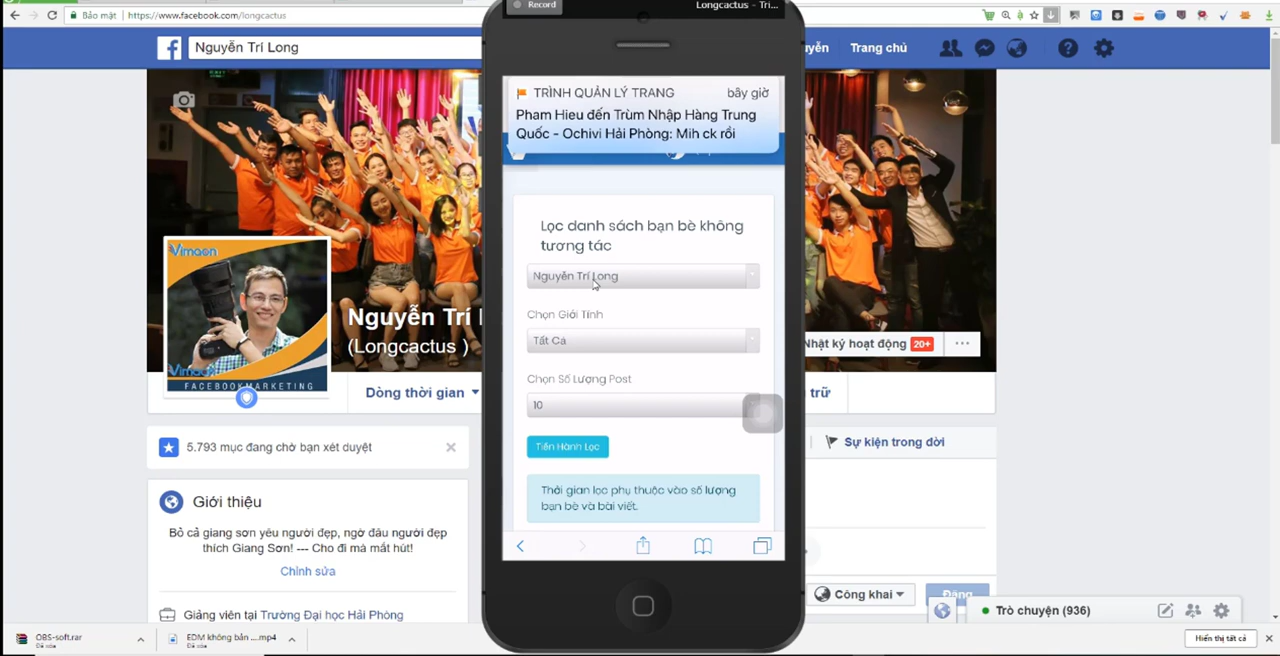 Record
Longcactus - Tri...
Bảo mật
https://www.facebook.com/longcactus
Nguyễn Trí Long
Trang chủ
TRÌNH QUẢN LÝ TRANG
bây giờ
Pham Hieu đến Trùm Nhập Hàng Trung
Quốc - Ochivi Hải Phòng: Mih ck rồi
Lọc danh sách bạn bè không
tương tác
Nguyễn Trí Long
Chọn Giới Tính
Tất Cả
Chọn Số Lượng Post
10
Tiến Hành Lọc
Thời gian lọc phụ thuộc vào số lượng
bạn bè và bài viết.
Vimaon
FACEBOOKMARKETING
Nguyễn Trí
(Longcactus )
Dòng thời gian
trữ
Nhật ký hoạt động 20+
5.793 mục đang chờ bạn xét duyệt
Sự kiện trong đời
Giới thiệu
Bỏ cả giang sơn yêu người đẹp, ngờ đâu người đẹp
thích Giang Sơn! --- Cho đi mà mất hút!
Chỉnh sửa
Giảng viên tại Trường Đại học Hải Phòng
Công khai
Đăng
Trò chuyện (936)
OBS-soft.rar
Đã xóa
EDM không bản ....mp4
Đã xóa
Hiển thị tất cả